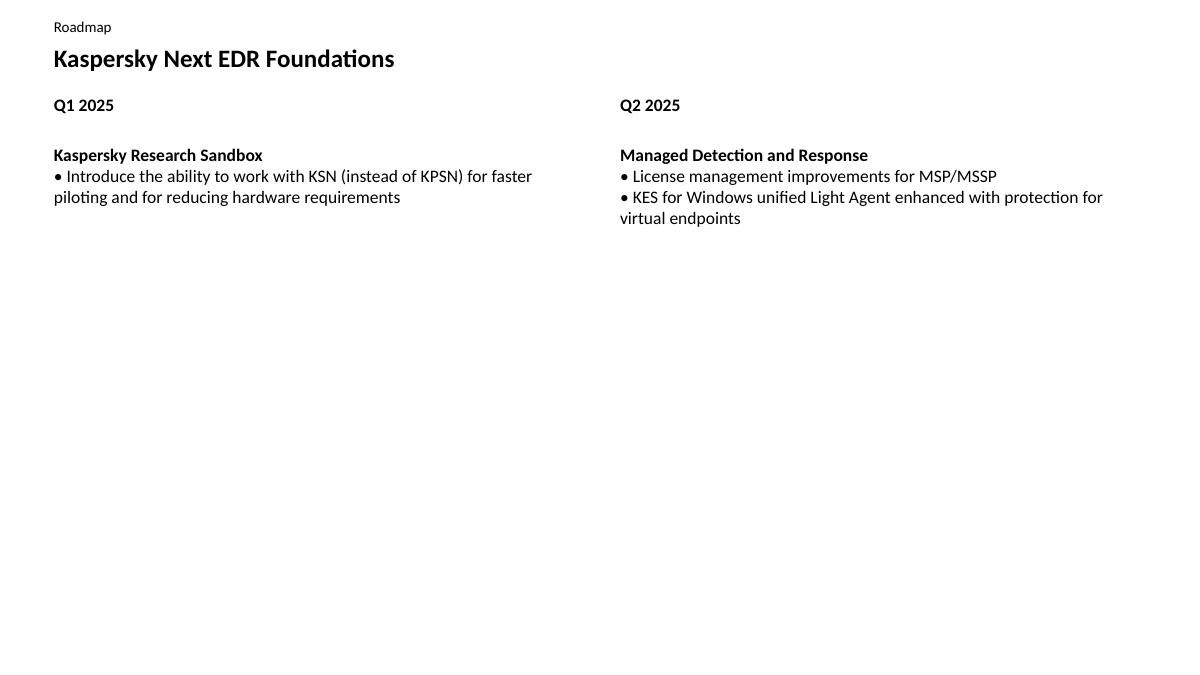 Roadmap
Kaspersky Next EDR Foundations
Q1 2025
Kaspersky Research Sandbox
• Introduce the ability to work with KSN (instead of KPSN) for faster
piloting and for reducing hardware requirements
Q2 2025
Managed Detection and Response
• License management improvements for MSP/MSSP
• KES for Windows unified Light Agent enhanced with protection for
virtual endpoints